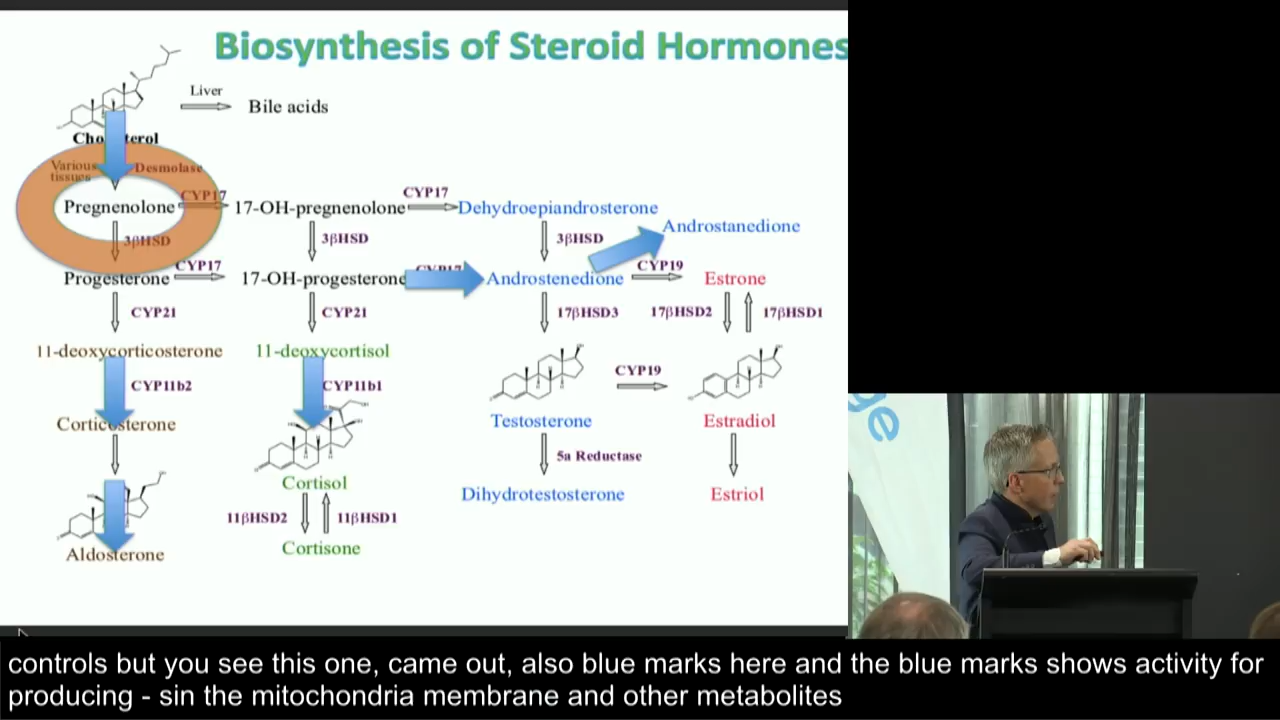 Biosynthesis of Steroid Hormones
Liver
Bile acids
Various
tissues
Desmolase
CYP17
CYP17
Pregnenolone
17-OH-pregnenolone
Dehydroepiandrosterone
Androstanedione
3βHSD
3βHSD
3βHSD
CYP17
CYP19
Progesterone
17-OH-progesterone
Androstenedione
Estrone
CYP21
CYP21
17βHSD3
17βHSD2
17βHSD1
11-deoxycorticosterone
11-deoxycortisol
CYP11b2
CYP11b1
CYP19
Testosterone
Estradiol
5a Reductase
Cortisol
Dihydrotestosterone
Estriol
11βHSD2
11βHSD1
Cortisone
Aldosterone
controls but you see this one, came out, also blue marks here and the blue marks shows activity for
producing - sin the mitochondria membrane and other metabolites